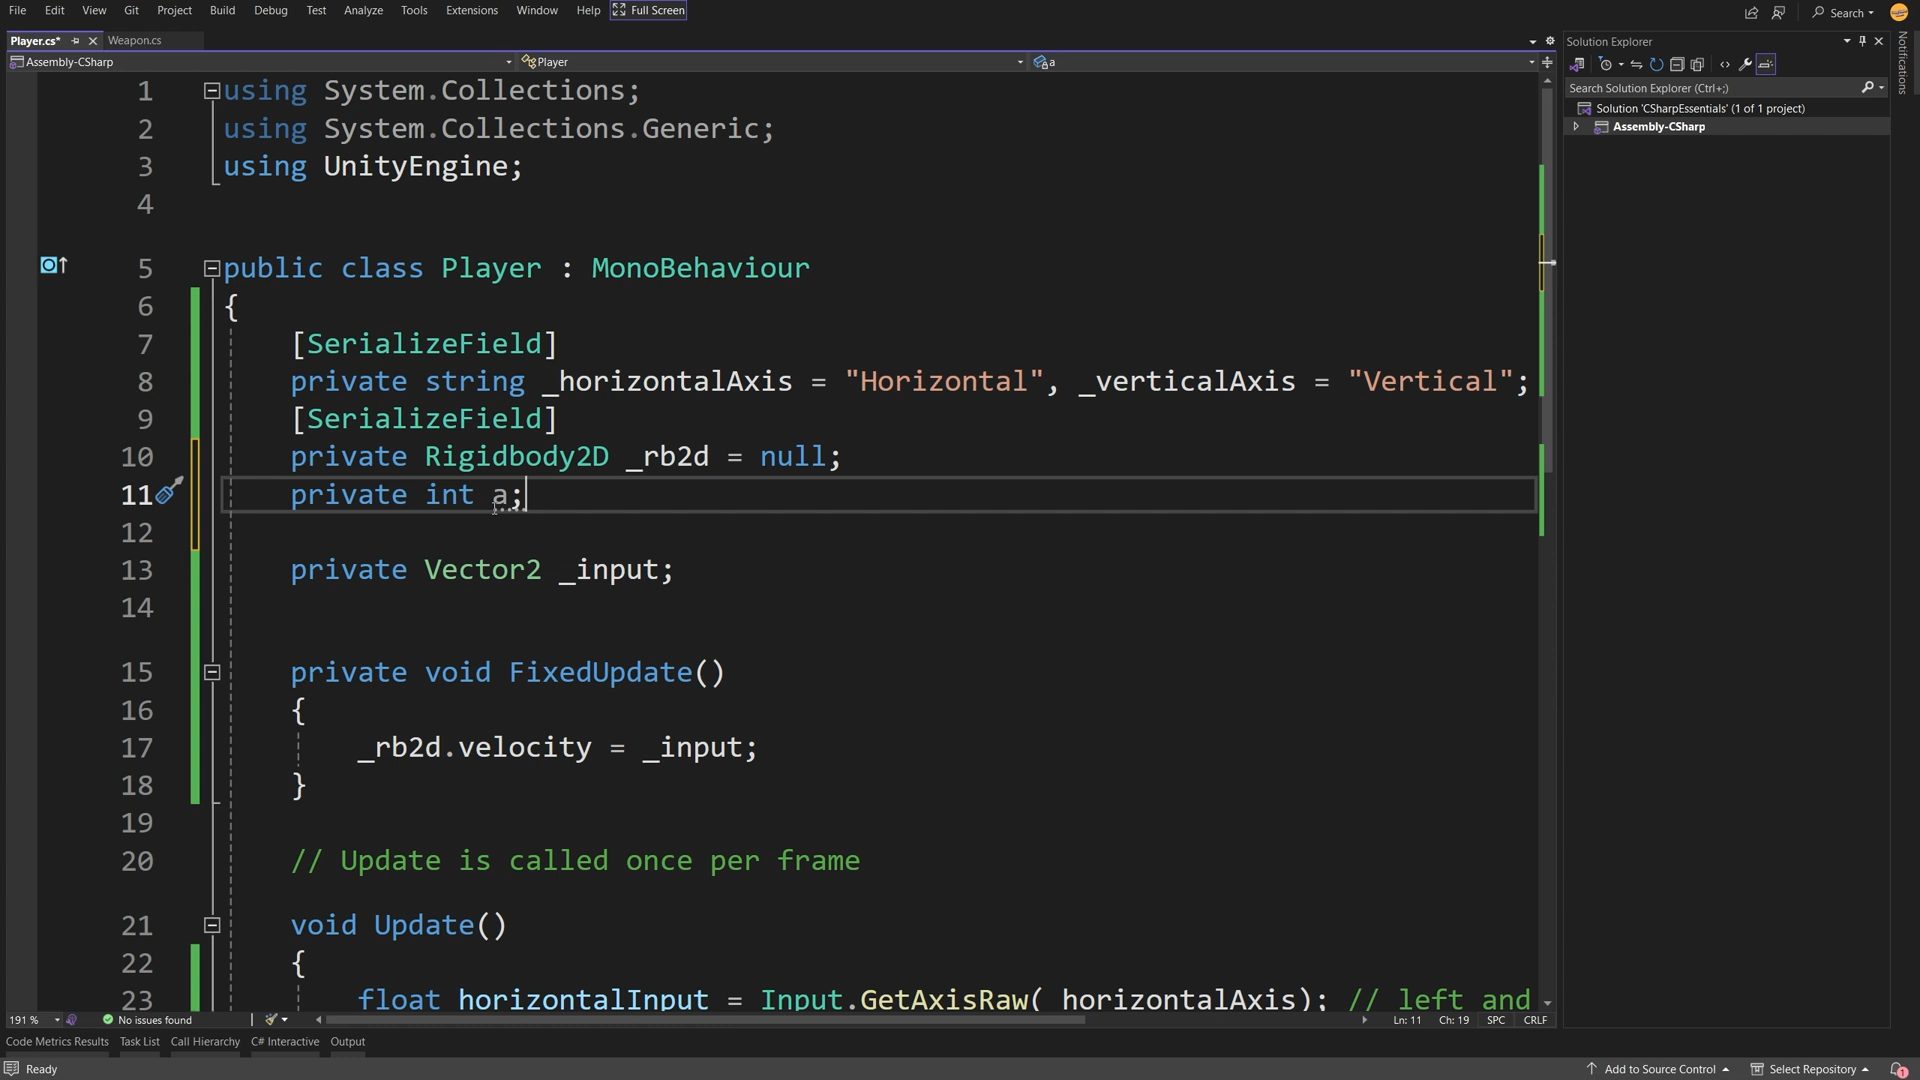 File Edit View Git Project Build Debug Test Analyze Tools Extensions Window Help Full Screen Search
Player.cs* Weapon.cs
Assembly-CSharp Player a
1 using System.Collections;
2 using System.Collections.Generic;
3 using UnityEngine;
4
5 public class Player : MonoBehaviour
6 {
7 [SerializeField]
8 private string _horizontalAxis = "Horizontal", _verticalAxis = "Vertical";
9 [SerializeField]
10 private Rigidbody2D _rb2d = null;
11 private int a;
12
13 private Vector2 _input;
14
15 private void FixedUpdate()
16 {
17 _rb2d.velocity = _input;
18 }
19
20 // Update is called once per frame
21 void Update()
22 {
23 float horizontalInput = Input.GetAxisRaw( horizontalAxis); // left and
191 % No issues found Ln: 11 Ch: 19 SPC CRLF
Code Metrics Results Task List Call Hierarchy C# Interactive Output
Ready Add to Source Control Select Repository 1
Solution Explorer
Search Solution Explorer (Ctrl+;)
Solution 'CSharpEssentials' (1 of 1 project)
Assembly-CSharp
Notifications